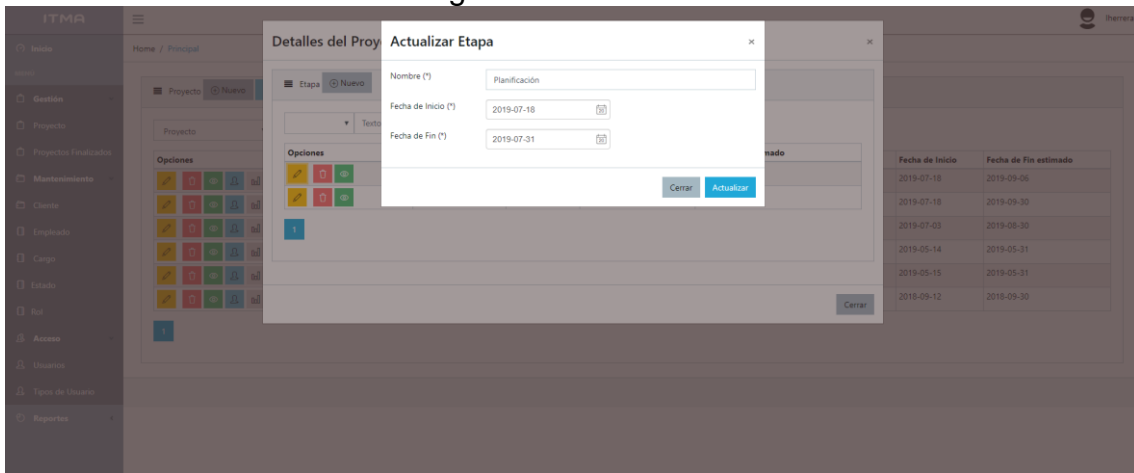 ITMA
lherrera
Inicio
Home / Principal
Gestión
Proyecto
Proyectos Finalizados
Mantenimiento
Cliente
Empleado
Cargo
Estado
Rol
Acceso
Usuarios
Tipos de Usuario
Reportes
Proyecto Nuevo
Proyecto
Opciones
Fecha de Inicio Fecha de Fin estimado
2019-07-18 2019-09-06
2019-07-18 2019-09-30
2019-07-03 2019-08-30
2019-05-14 2019-05-31
2019-05-15 2019-05-31
2018-09-12 2018-09-30
1
Detalles del Proy
×
Etapa Nuevo
Texto
Opciones
mado
1
Cerrar
Actualizar Etapa ×
Nombre (*) Planificación
Fecha de Inicio (*) 2019-07-18
Fecha de Fin (*) 2019-07-31
Cerrar Actualizar